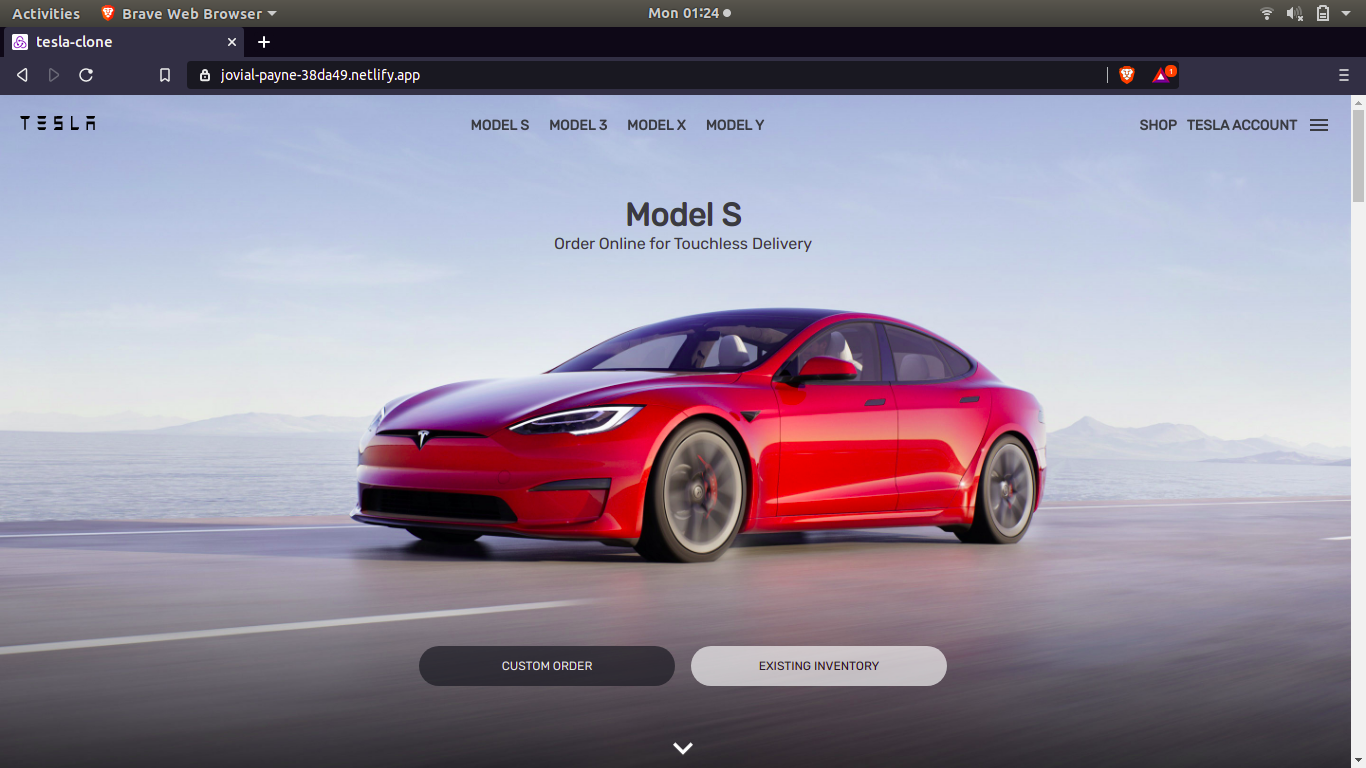 Activities Brave Web Browser Mon 01:24
tesla-clone
jovial-payne-38da49.netlify.app 1
TESLA MODEL S MODEL 3 MODEL X MODEL Y SHOP TESLA ACCOUNT
Model S
Order Online for Touchless Delivery
CUSTOM ORDER EXISTING INVENTORY